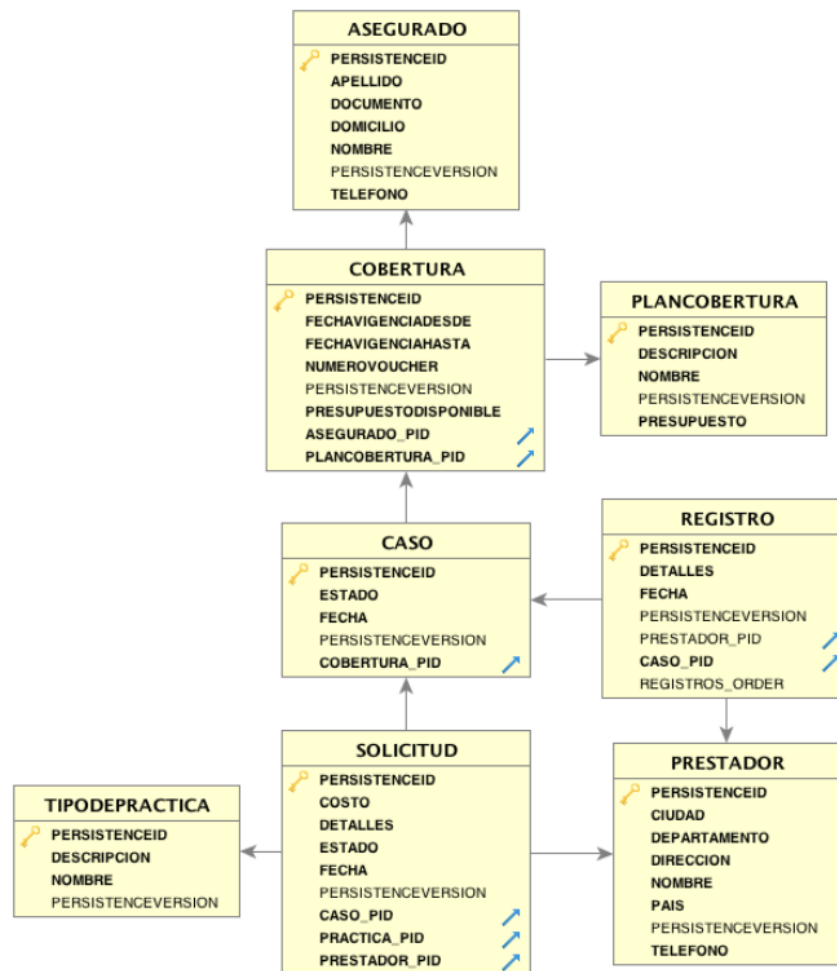 ASEGURADO
PERSISTENCEID
APELLIDO
DOCUMENTO
DOMICILIO
NOMBRE
PERSISTENCEVERSION
TELEFONO
COBERTURA
PERSISTENCEID
FECHAVIGENCIADESDE
FECHAVIGENCIAHASTA
NUMEROVOUCHER
PERSISTENCEVERSION
PRESUPUESTODISPONIBLE
ASEGURADO_PID
PLANCOBERTURA_PID
PLANCOBERTURA
PERSISTENCEID
DESCRIPCION
NOMBRE
PERSISTENCEVERSION
PRESUPUESTO
CASO
PERSISTENCEID
ESTADO
FECHA
PERSISTENCEVERSION
COBERTURA_PID
REGISTRO
PERSISTENCEID
DETALLES
FECHA
PERSISTENCEVERSION
PRESTADOR_PID
CASO_PID
REGISTROS_ORDER
TIPODEPRACTICA
PERSISTENCEID
DESCRIPCION
NOMBRE
PERSISTENCEVERSION
SOLICITUD
PERSISTENCEID
COSTO
DETALLES
ESTADO
FECHA
PERSISTENCEVERSION
CASO_PID
PRACTICA_PID
PRESTADOR_PID
PRESTADOR
PERSISTENCEID
CIUDAD
DEPARTAMENTO
DIRECCION
NOMBRE
PAIS
PERSISTENCEVERSION
TELEFONO